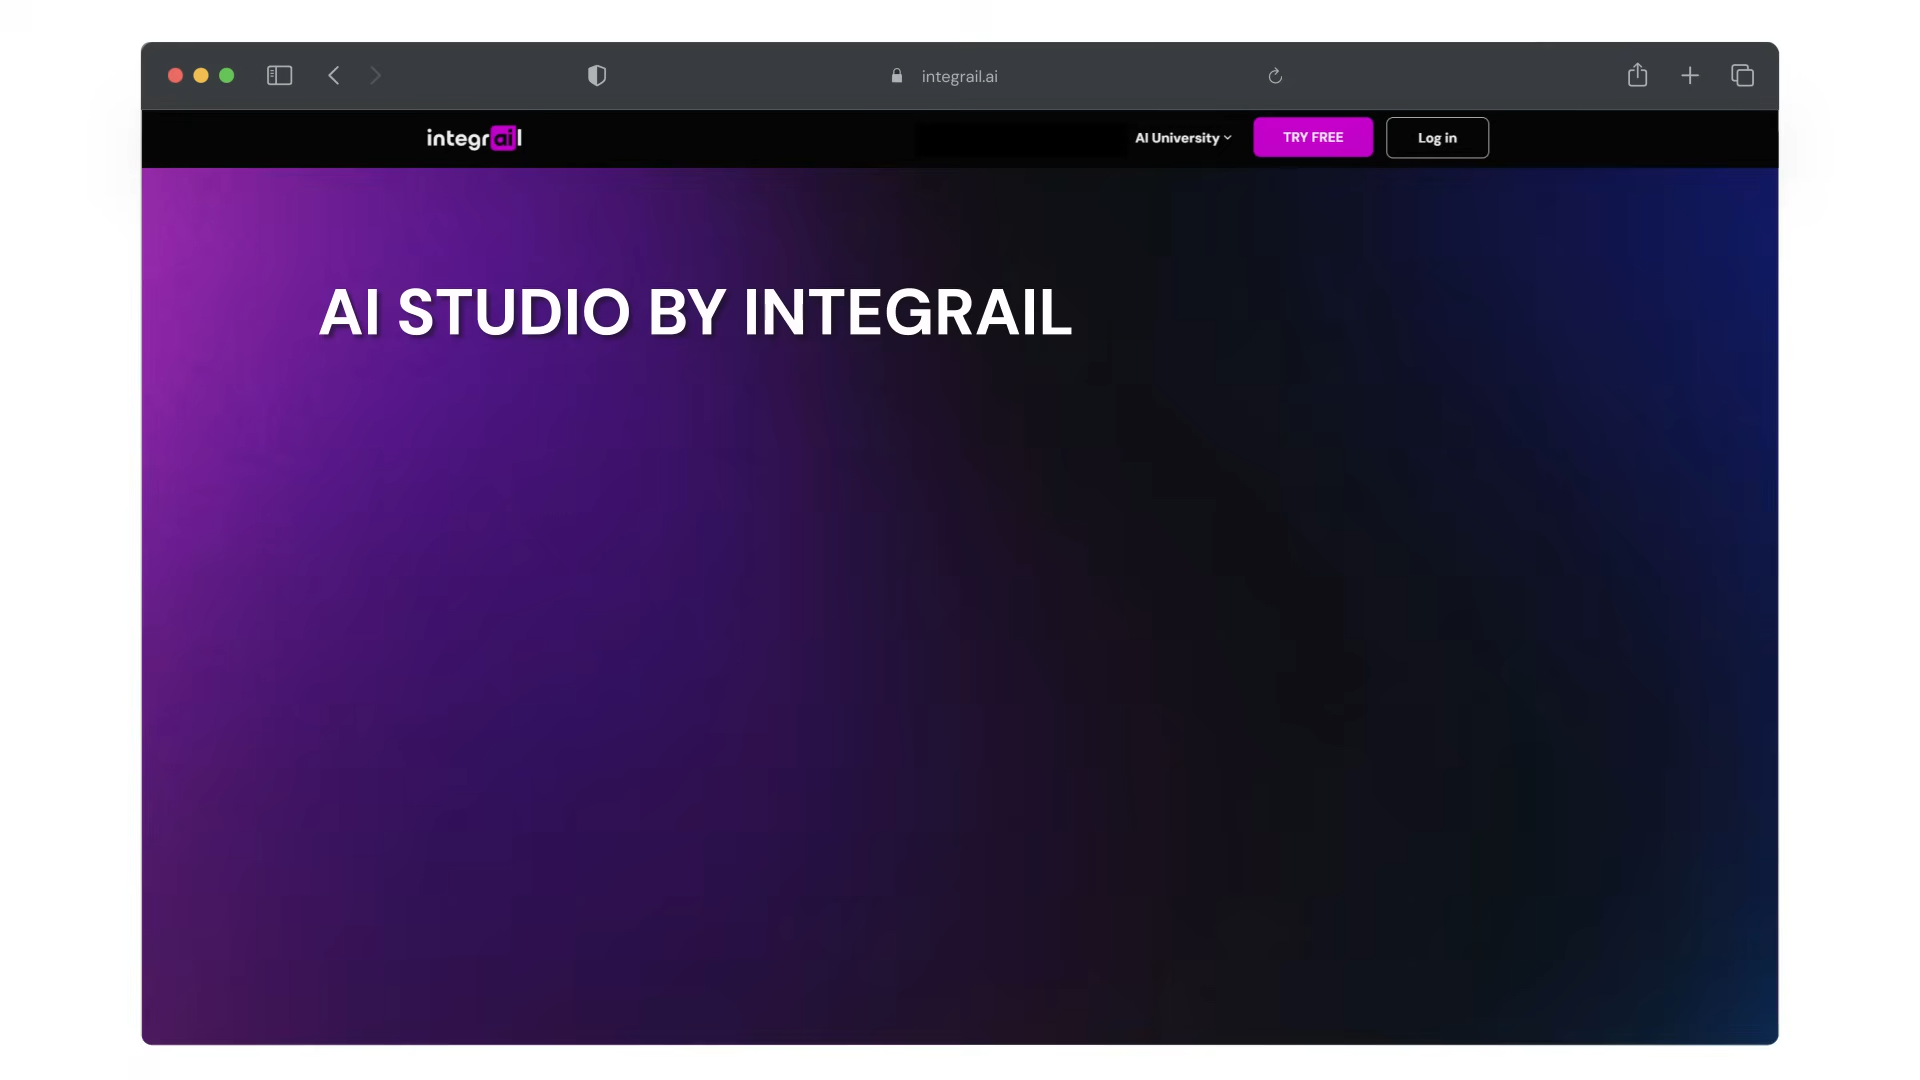 integrail.ai
integrail
AI University
TRY FREE
Log in
AI STUDIO BY INTEGRAIL